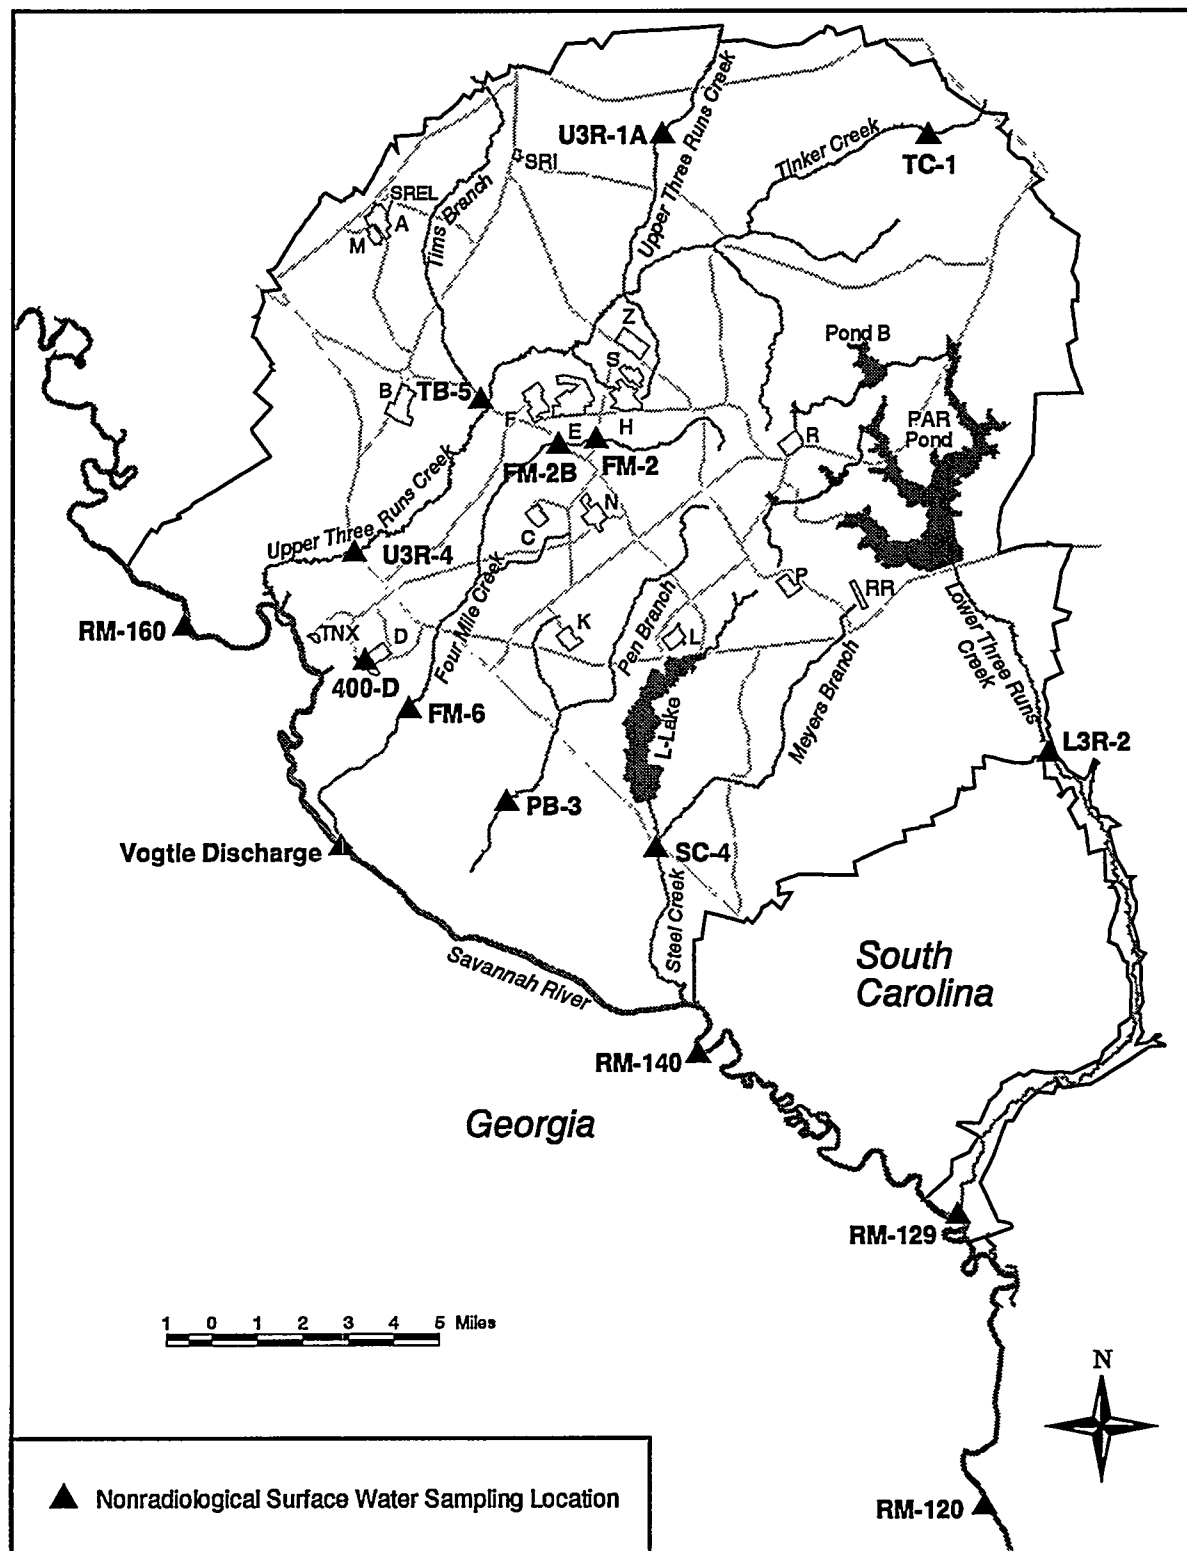 U3R-1A
Upper Three Runs Creek
Tinker Creek
TC-1
SRI
SREL
A
M
Tims Branch
Z
S
Pond B
B
TB-5
F
E
H
R
PAR
Pond
FM-2B
FM-2
Upper Three Runs Creek
U3R-4
C
N
P
RR
RM-160
TNX
D
400-D
Four Mile Creek
FM-6
K
Pen Branch
L
L-Lake
Meyers Branch
Lower Three Runs
Creek
L3R-2
PB-3
Vogtle Discharge
SC-4
Steel Creek
Savannah River
South
Carolina
RM-140
Georgia
RM-129
1 0 1 2 3 4 5 Miles
N
Nonradiological Surface Water Sampling Location
RM-120